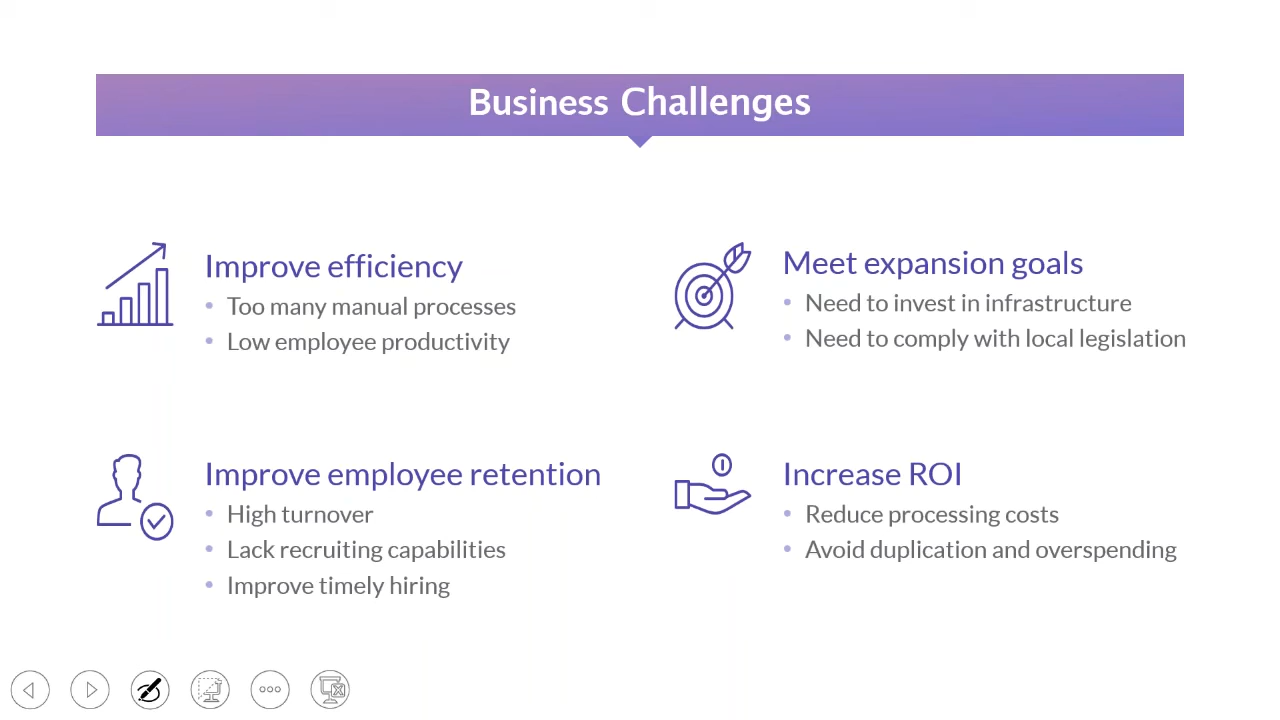 Business Challenges
Improve efficiency
Too many manual processes
Low employee productivity
Meet expansion goals
Need to invest in infrastructure
Need to comply with local legislation
Improve employee retention
High turnover
Lack recruiting capabilities
Improve timely hiring
Increase ROI
Reduce processing costs
Avoid duplication and overspending